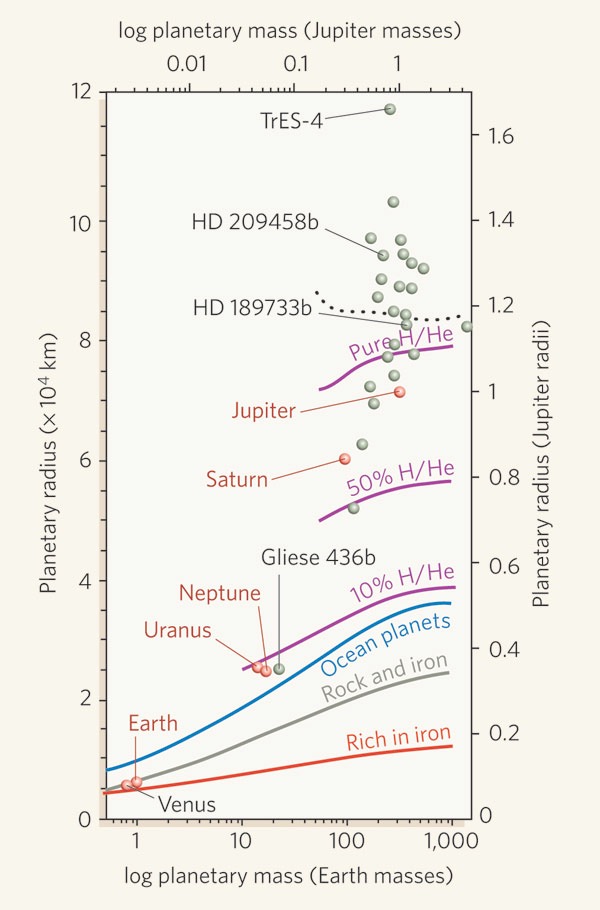 log planetary mass (Jupiter masses)
0.01 0.1 1
12
TrES-4
1.6
10
HD 209458b
1.4
HD 189733b
1.2
8
Pure H/He
Jupiter
1
6
Saturn
50% H/He
0.8
Gliese 436b
0.6
4
Neptune
10% H/He
Uranus
Ocean planets
0.4
Rock and iron
2
Earth
Rich in iron
0.2
Venus
0
0
1 10 100 1,000
log planetary mass (Earth masses)
Planetary radius (× 10⁴ km)
Planetary radius (Jupiter radii)